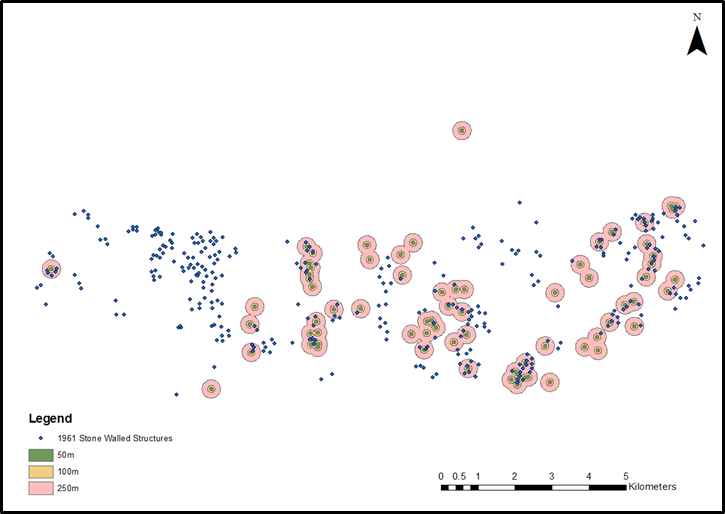 N
Legend
1961 Stone Walled Structures
50m
100m
250m
0 0.5 1 2 3 4 5
Kilometers